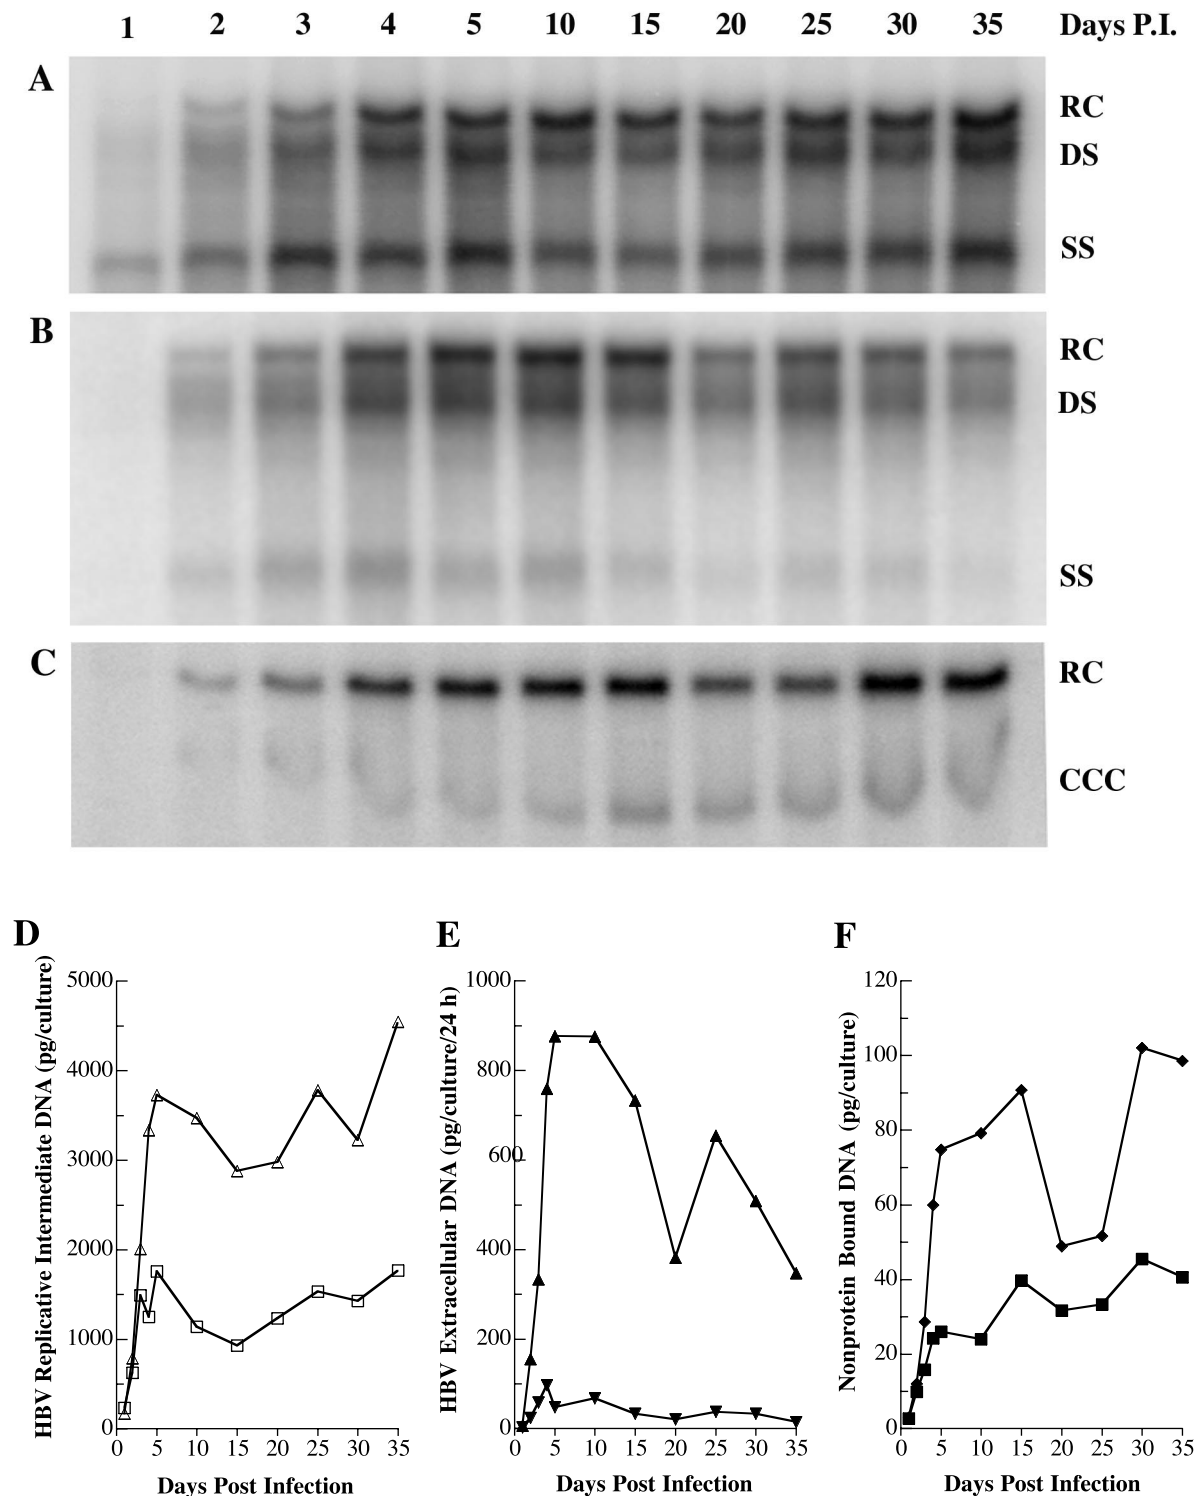 1 2 3 4 5 10 15 20 25 30 35 Days P.I.
A
RC
DS
SS
B
RC
DS
SS
C
RC
CCC
D
HBV Replicative Intermediate DNA (pg/culture)
5000
4000
3000
2000
1000
0
0 5 10 15 20 25 30 35
Days Post Infection
E
HBV Extracellular DNA (pg/culture/24 h)
1000
800
600
400
200
0
0 5 10 15 20 25 30 35
Days Post Infection
F
Nonprotein Bound DNA (pg/culture)
120
100
80
60
40
20
0
0 5 10 15 20 25 30 35
Days Post Infection